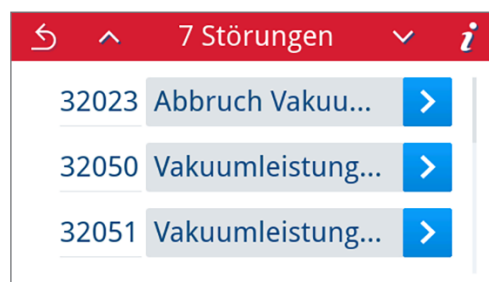 7 Störungen i
32023 Abbruch Vakuu...
32050 Vakuumleistung...
32051 Vakuumleistung...